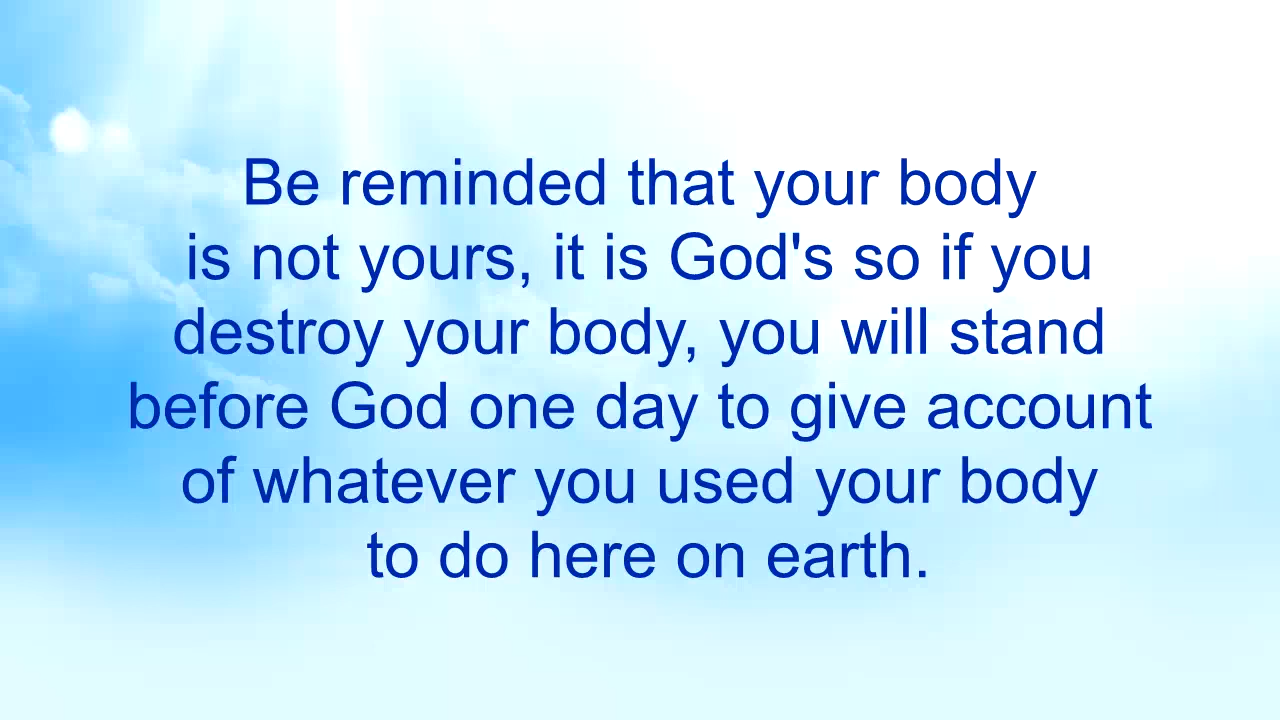 Be reminded that your body
is not yours, it is God's so if you
destroy your body, you will stand
before God one day to give account
of whatever you used your body
to do here on earth.